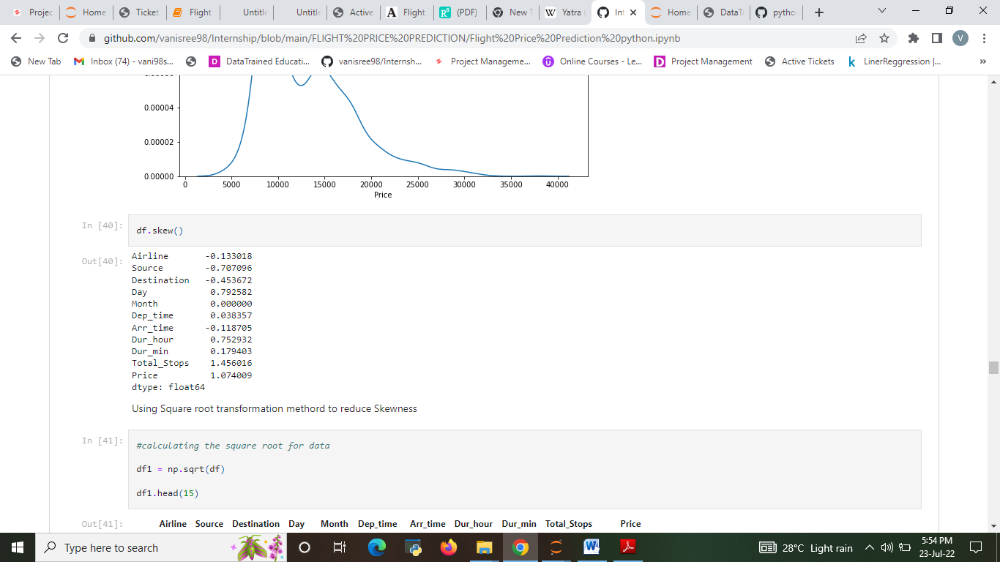 Projec
Home
Ticket
Flight
Untitle
Untitle
Active
Flight
(PDF)
New T
Yatra (
Int
Home
DataTr
pytho
github.com/vanisree98/Internship/blob/main/FLIGHT%20PRICE%20PREDICTION/Flight%20Price%20Prediction%20python.ipynb
V
New Tab
Inbox (74) - vani98s...
DataTrained Educati...
vanisree98/Internsh...
Project Manageme...
Online Courses - Le...
Project Management
Active Tickets
LinerReggression |...
0.00004
0.00002
0.00000
0 5000 10000 15000 20000 25000 30000 35000 40000
Price
In [40]:
df.skew()
Out[40]:
Airline -0.133018
Source -0.707096
Destination -0.453672
Day 0.792582
Month 0.000000
Dep_time 0.038357
Arr_time -0.118705
Dur_hour 0.752932
Dur_min 0.179403
Total_Stops 1.456016
Price 1.074009
dtype: float64
Using Square root transformation methord to reduce Skewness
In [41]:
#calculating the square root for data
df1 = np.sqrt(df)
df1.head(15)
Out[41]:
Airline Source Destination Day Month Dep_time Arr_time Dur_hour Dur_min Total_Stops Price
Type here to search
28°C Light rain
5:54 PM
23-Jul-22